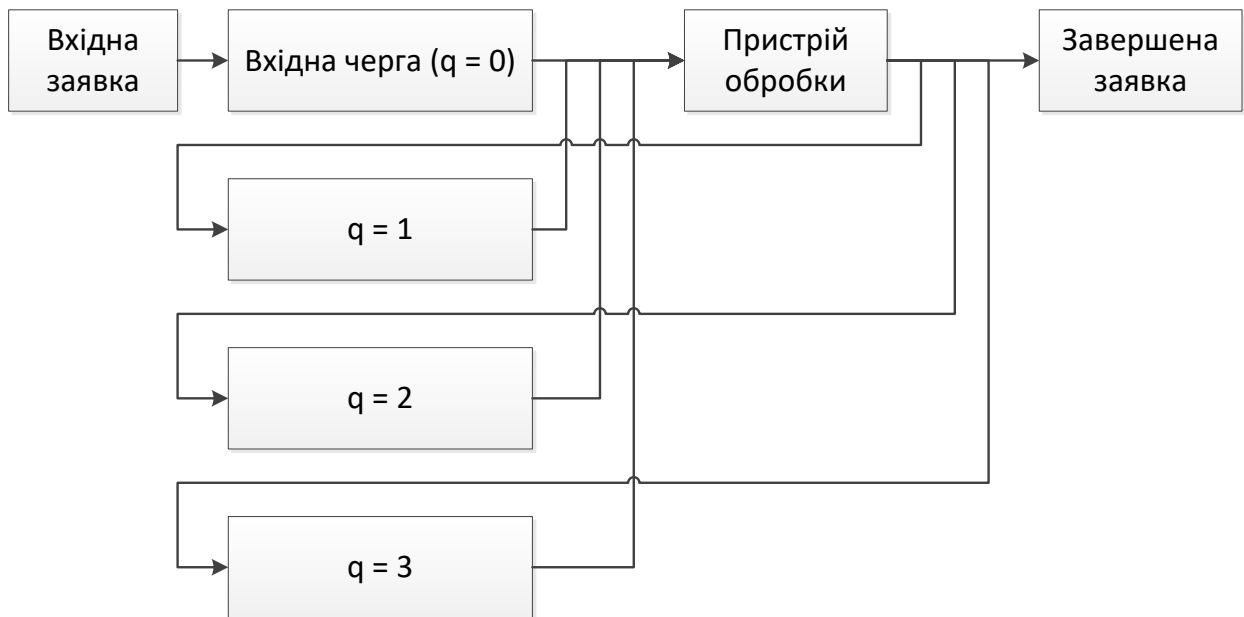 Вхідна
заявка
Вхідна черга (q = 0)
Пристрій
обробки
Завершена
заявка
q = 1
q = 2
q = 3